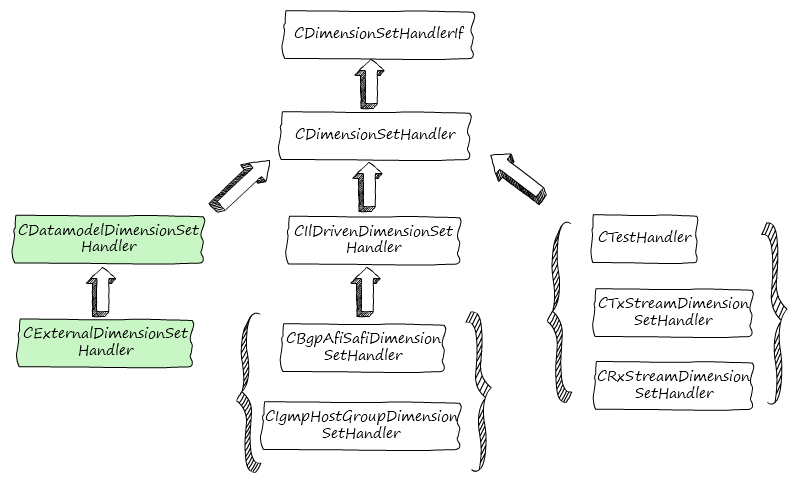 CDimensionSetHandlerIf
CDimensionSetHandler
CDatamodelDimensionSet
Handler
CIlDrivenDimensionSet
Handler
CTestHandler
CExternalDimensionSet
Handler
CBgpAfiSafiDimension
SetHandler
CIgmpHostGroupDimension
SetHandler
CTxStreamDimension
SetHandler
CRxStreamDimension
SetHandler